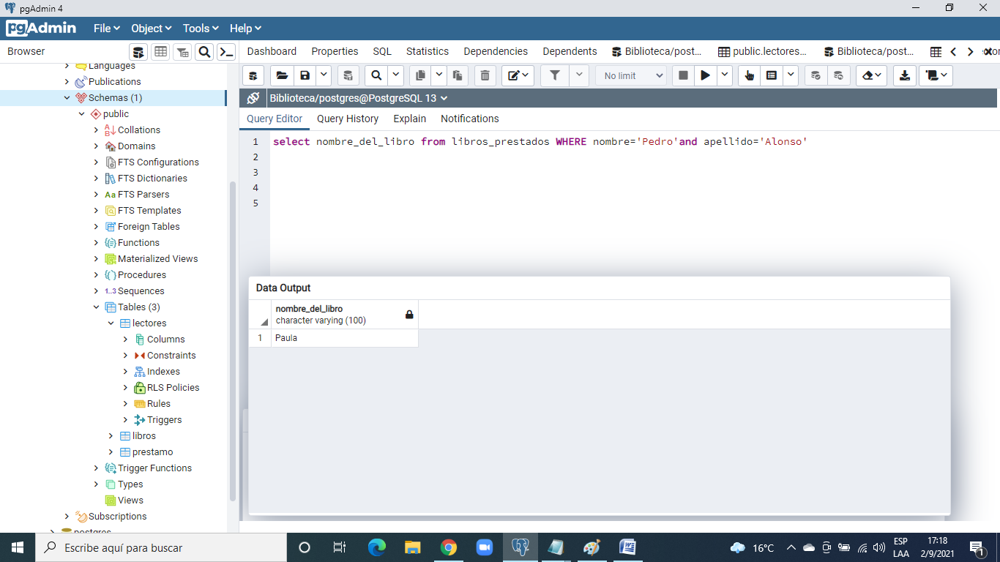 pgAdmin 4
pgAdmin File Object Tools Help
Browser
Dashboard Properties SQL Statistics Dependencies Dependents Biblioteca/post... public.lectores... Biblioteca/post...
No limit
Biblioteca/postgres@PostgreSQL 13
Query Editor Query History Explain Notifications
1 select nombre_del_libro from libros_prestados WHERE nombre='Pedro'and apellido='Alonso'
2
3
4
5
Languages
Publications
Schemas (1)
public
Collations
Domains
FTS Configurations
FTS Dictionaries
Aa FTS Parsers
FTS Templates
Foreign Tables
Functions
Materialized Views
Procedures
1..3 Sequences
Tables (3)
lectores
Columns
Constraints
Indexes
RLS Policies
Rules
Triggers
libros
prestamo
Trigger Functions
Types
Views
Subscriptions
postgres
Data Output
nombre_del_libro
character varying (100)
1 Paula
Escribe aquí para buscar
16°C
ESP
LAA
17:18
2/9/2021
1